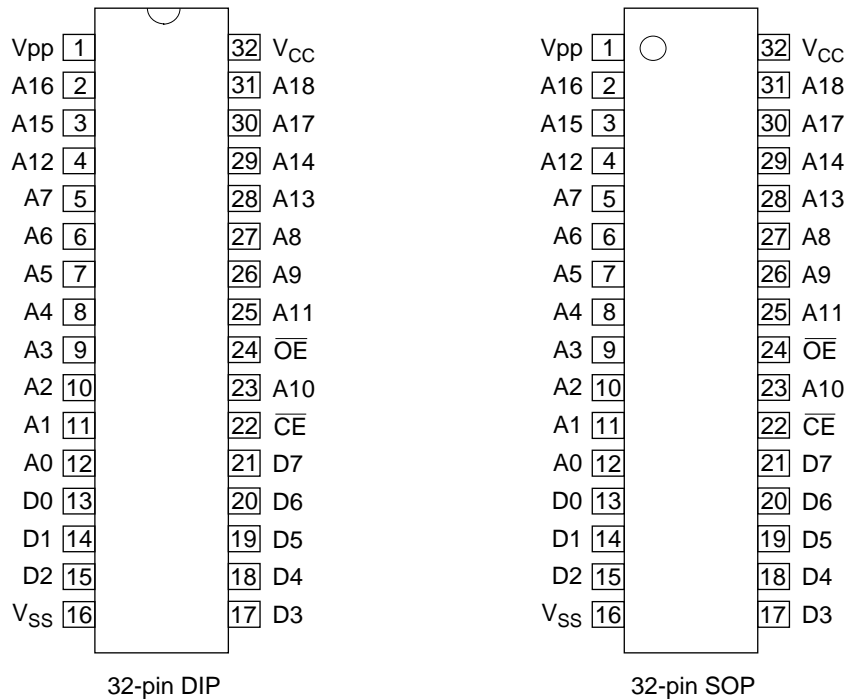 Vpp 1 32 VCC
A16 2 31 A18
A15 3 30 A17
A12 4 29 A14
A7 5 28 A13
A6 6 27 A8
A5 7 26 A9
A4 8 25 A11
A3 9 24 O̅E̅
A2 10 23 A10
A1 11 22 C̅E̅
A0 12 21 D7
D0 13 20 D6
D1 14 19 D5
D2 15 18 D4
VSS 16 17 D3
32-pin DIP
Vpp 1 32 VCC
A16 2 31 A18
A15 3 30 A17
A12 4 29 A14
A7 5 28 A13
A6 6 27 A8
A5 7 26 A9
A4 8 25 A11
A3 9 24 O̅E̅
A2 10 23 A10
A1 11 22 C̅E̅
A0 12 21 D7
D0 13 20 D6
D1 14 19 D5
D2 15 18 D4
VSS 16 17 D3
32-pin SOP